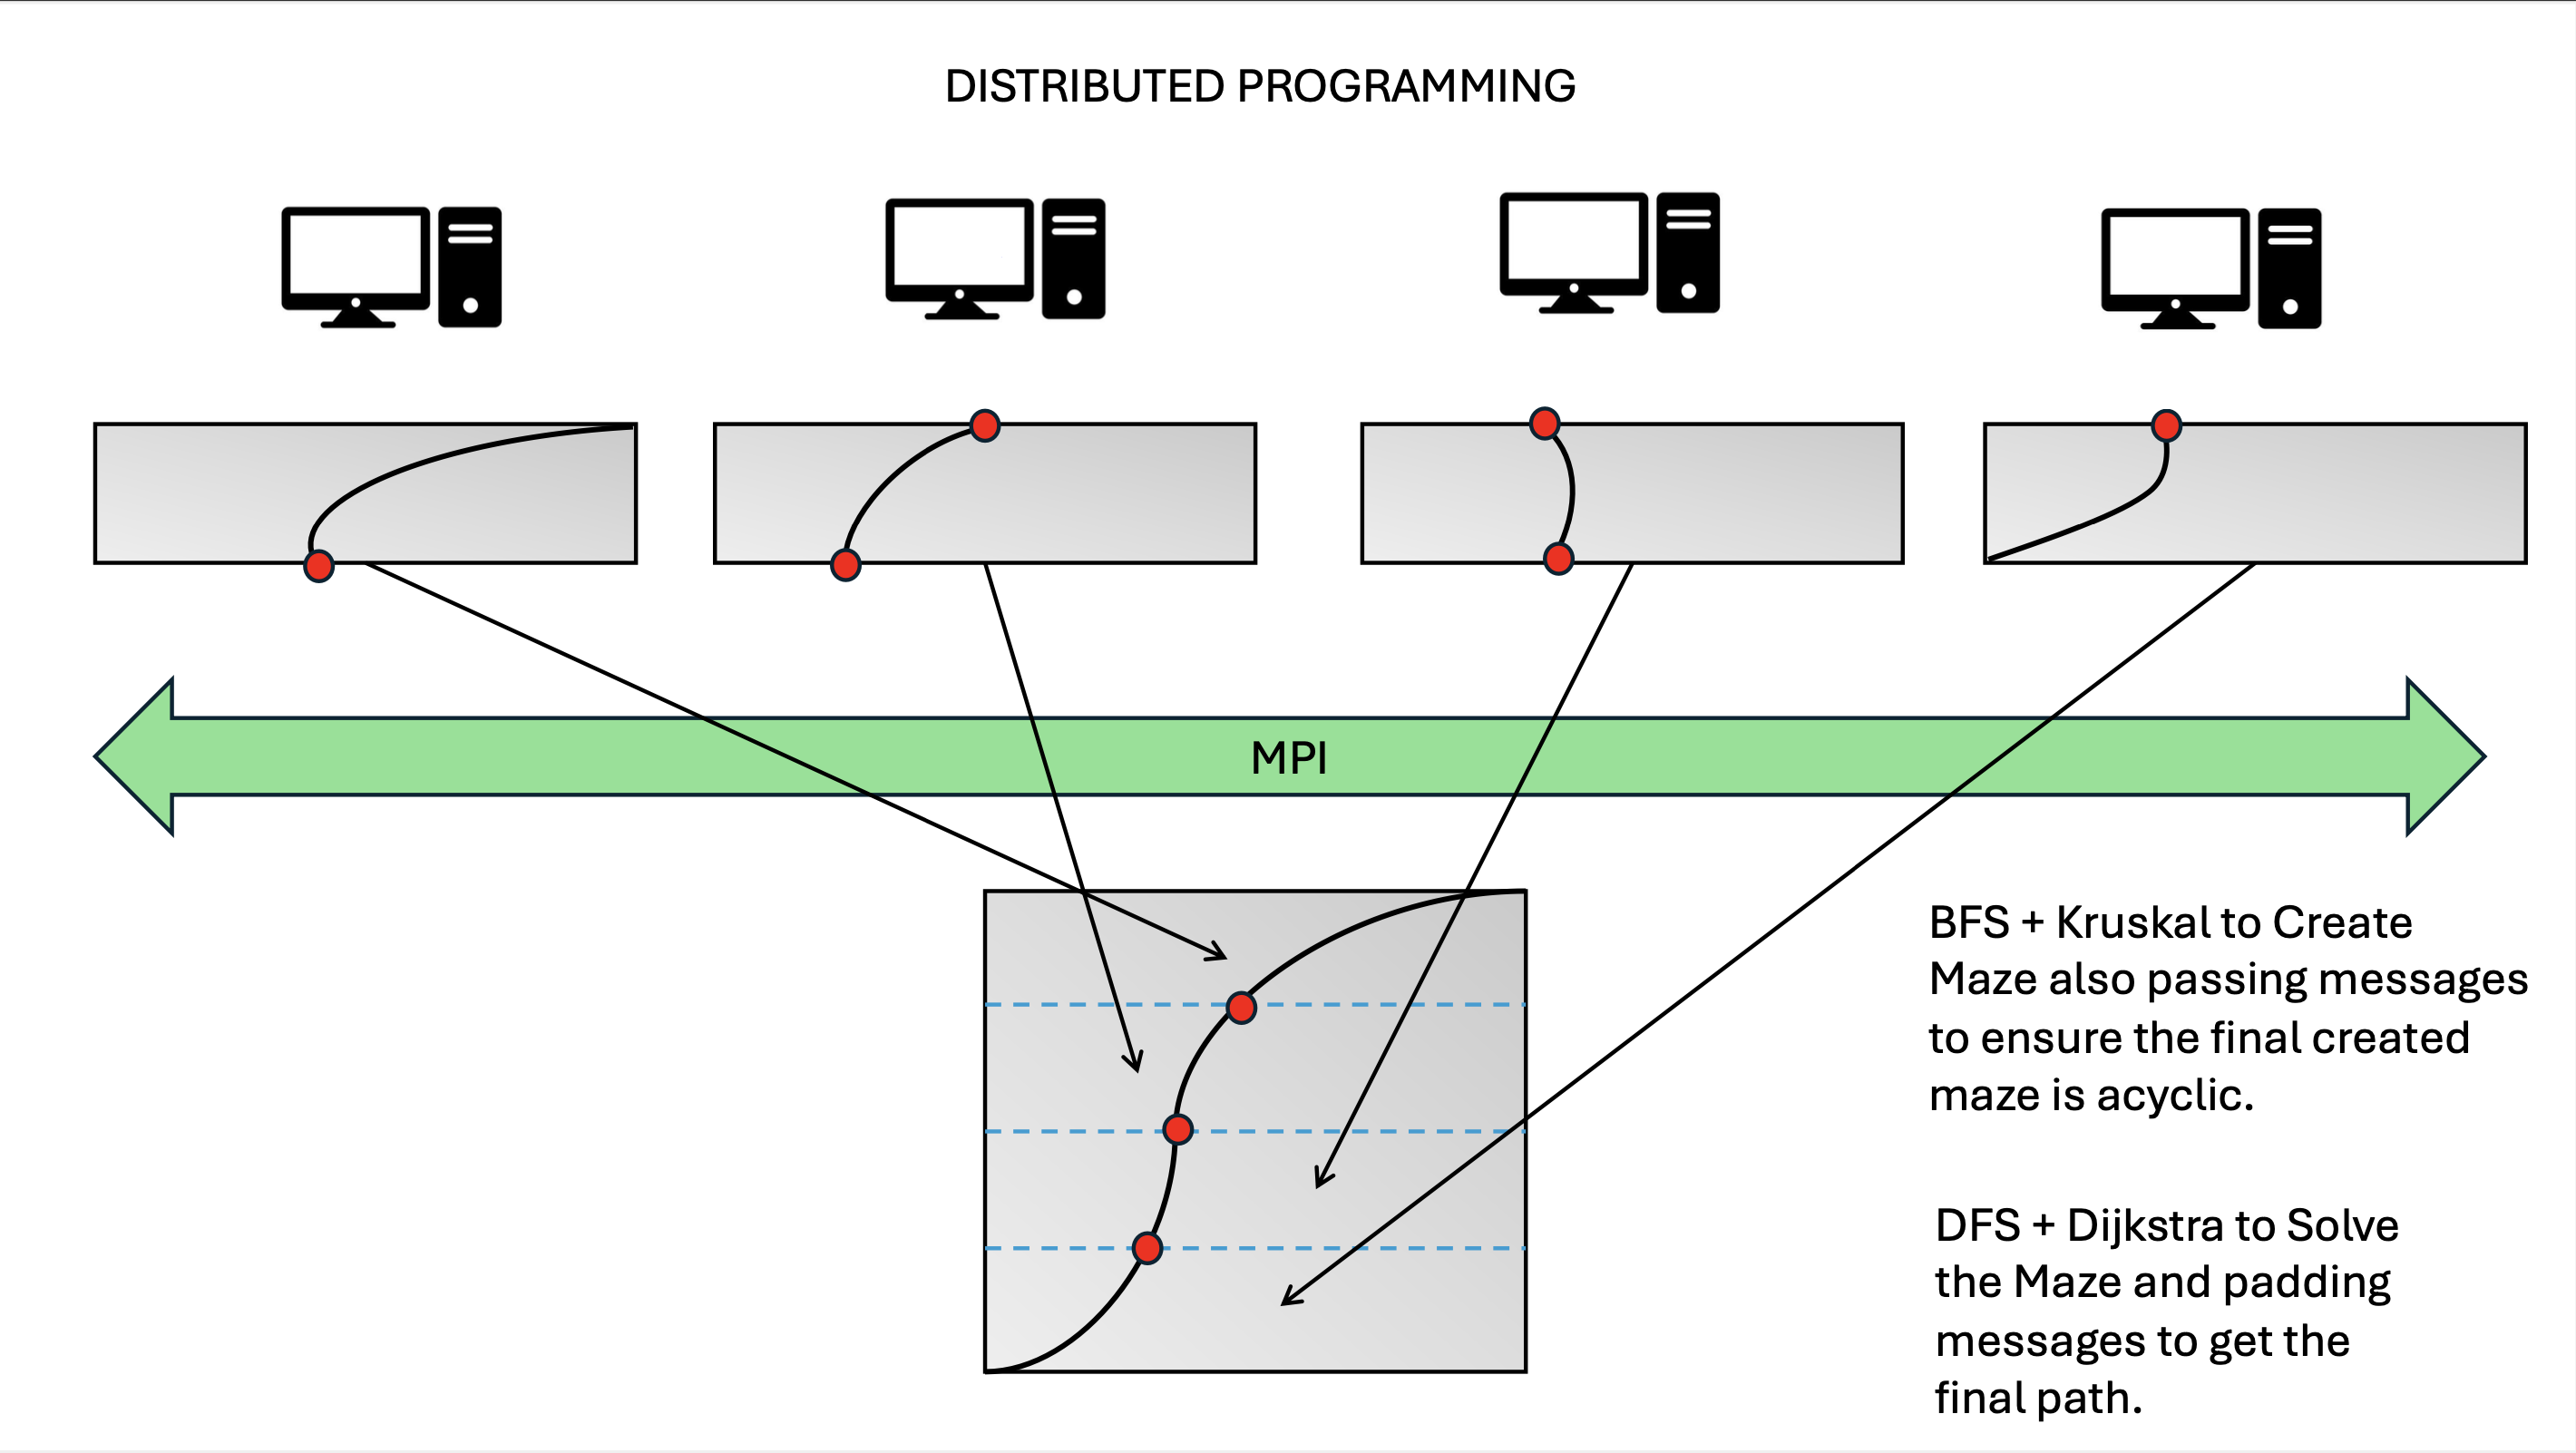 DISTRIBUTED PROGRAMMING
MPI
BFS + Kruskal to Create
Maze also passing messages
to ensure the final created
maze is acyclic.
DFS + Dijkstra to Solve
the Maze and padding
messages to get the
final path.